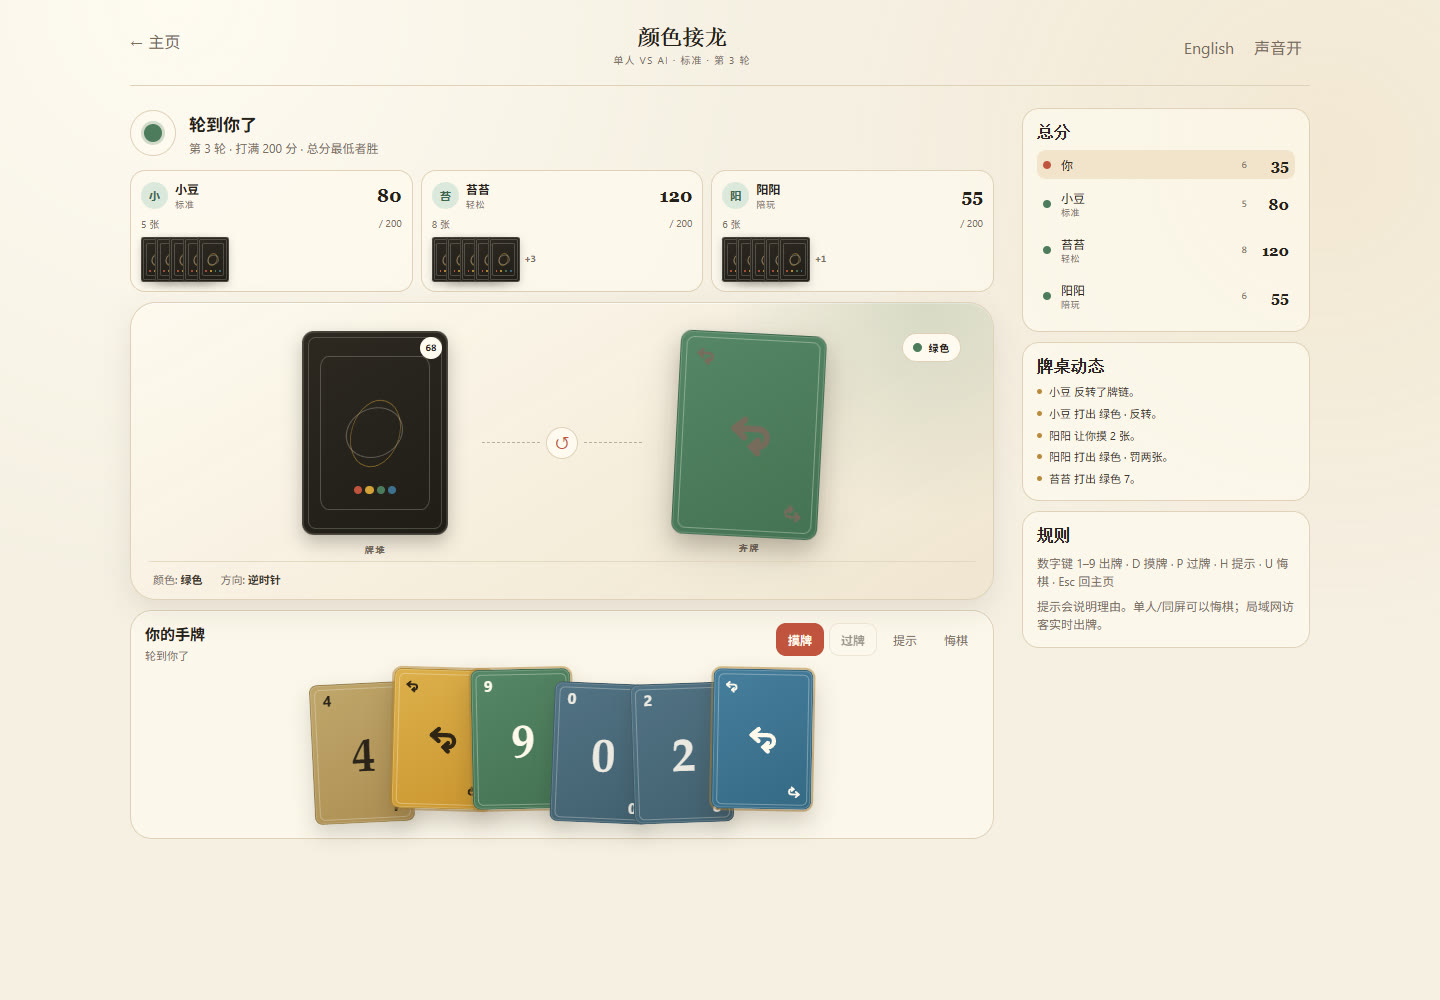 ← 主页
颜色接龙
单人 VS AI · 标准 · 第 3 轮
English 声音开
轮到你了
第 3 轮 · 打满 200 分 · 总分最低者胜
小
小豆
标准
80
5 张
/ 200
苔
苔苔
轻松
120
8 张
/ 200
+3
阳
阳阳
陪玩
55
6 张
/ 200
+1
68
牌堆
绿色
弃牌
颜色: 绿色 方向: 逆时针
你的手牌
轮到你了
摸牌 过牌 提示 悔棋
4
4
9
9
0
0
0
2
2
总分
你 6 35
小豆
标准
5 80
苔苔
轻松
8 120
阳阳
陪玩
6 55
牌桌动态
小豆 反转了牌链。
小豆 打出 绿色 · 反转。
阳阳 让你摸 2 张。
阳阳 打出 绿色 · 罚两张。
苔苔 打出 绿色 7。
规则
数字键 1–9 出牌 · D 摸牌 · P 过牌 · H 提示 · U 悔
棋 · Esc 回主页
提示会说明理由。单人/同屏可以悔棋；局域网访
客实时出牌。